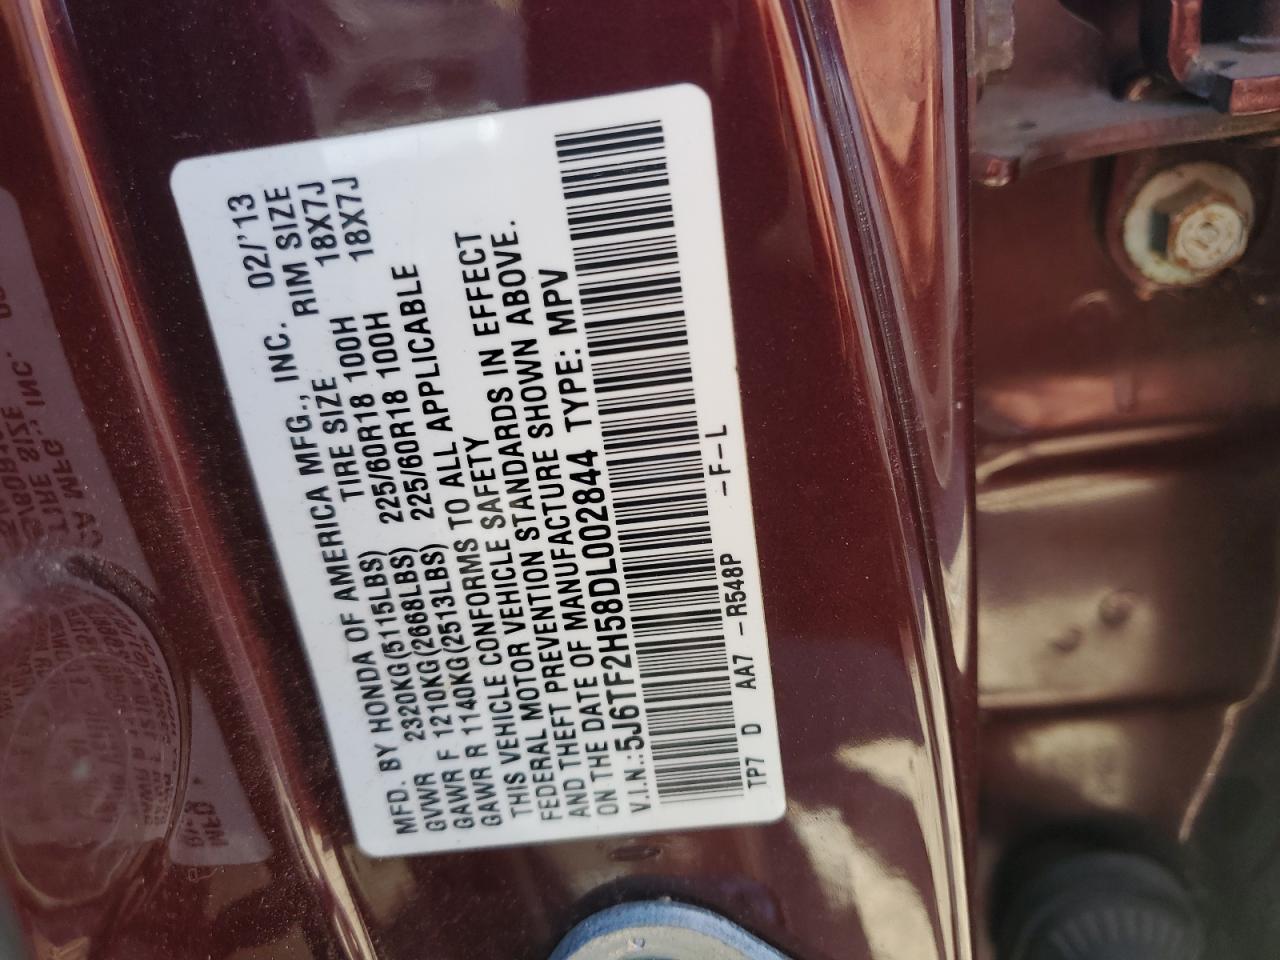 MFD. BY HONDA OF AMERICA MFG., INC. 02/'13
GVWR 2320KG(5115LBS) TIRE SIZE RIM SIZE
GAWR F 1210KG(2668LBS) 225/60R18 100H 18X7J
GAWR R 1140KG(2513LBS) 225/60R18 100H 18X7J
THIS VEHICLE CONFORMS TO ALL APPLICABLE
FEDERAL MOTOR VEHICLE SAFETY
AND THEFT PREVENTION STANDARDS IN EFFECT
ON THE DATE OF MANUFACTURE SHOWN ABOVE.
V.I.N.:5J6TF2H58DL002844 TYPE: MPV
TP7 D AA7 -R548P -F-L